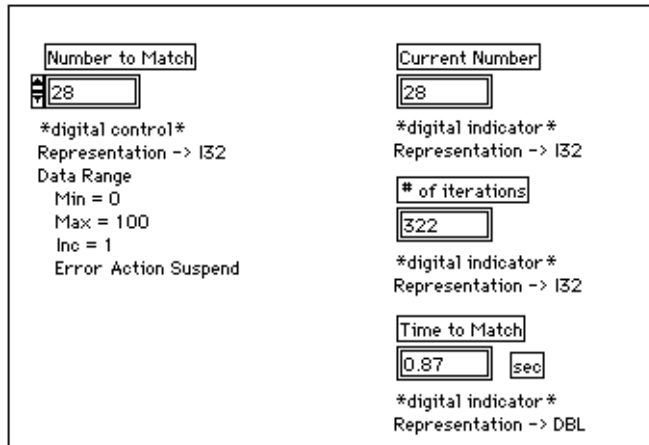 Number to Match
28
*digital control*
Representation -> I32
Data Range
Min = 0
Max = 100
Inc = 1
Error Action Suspend
Current Number
28
*digital indicator*
Representation -> I32
# of iterations
322
*digital indicator*
Representation -> I32
Time to Match
0.87 sec
*digital indicator*
Representation -> DBL